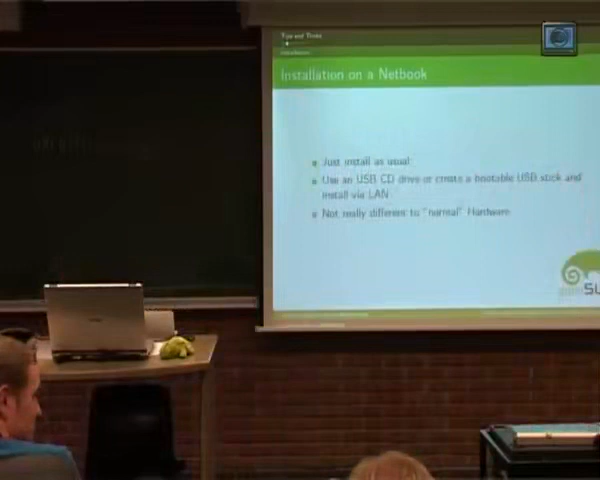 Tips and Tricks
Installation on a Netbook
Just install as usual
Use an USB CD drive or create a bootable USB stick and
install via LAN
Not really different to "normal" Hardware
SU